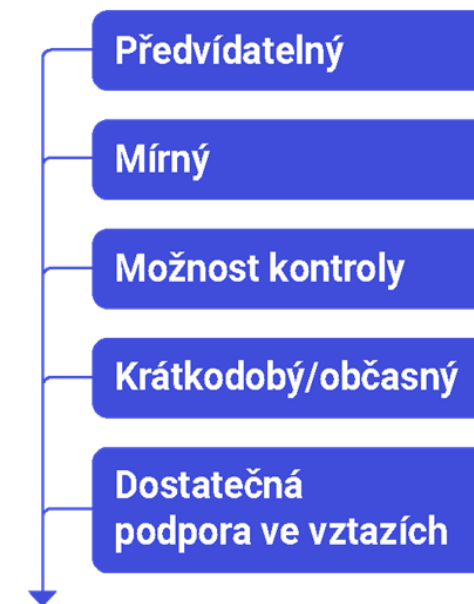 Předvídatelný
Mírný
Možnost kontroly
Krátkodobý/občasný
Dostatečná
podpora ve vztazích